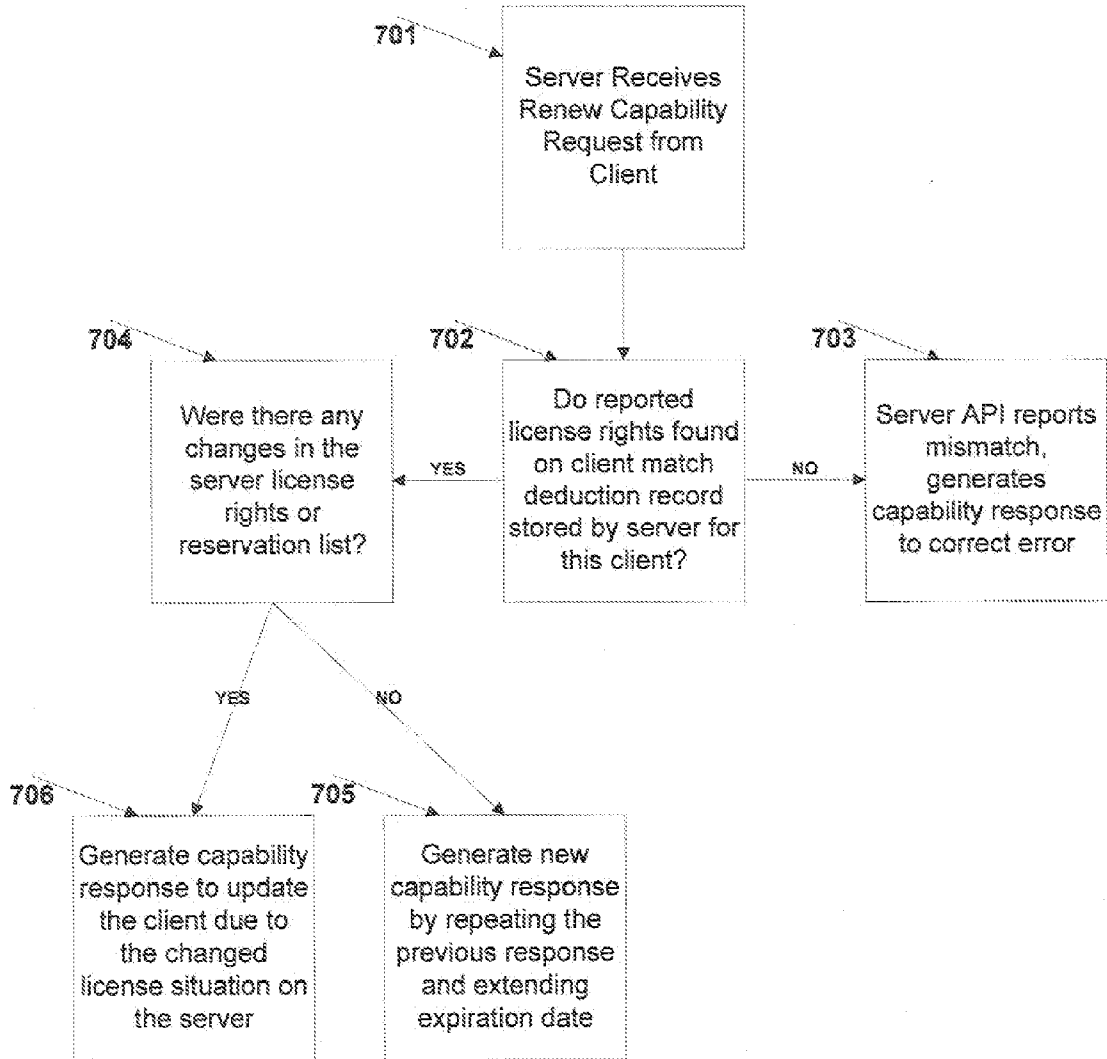 701
Server Receives
Renew Capability
Request from
Client
704
Were there any
changes in the
server license
rights or
reservation list?
YES
702
Do reported
license rights found
on client match
deduction record
stored by server for
this client?
NO
703
Server API reports
mismatch,
generates
capability response
to correct error
YES
NO
706
Generate capability
response to update
the client due to
the changed
license situation on
the server
705
Generate new
capability response
by repeating the
previous response
and extending
expiration date